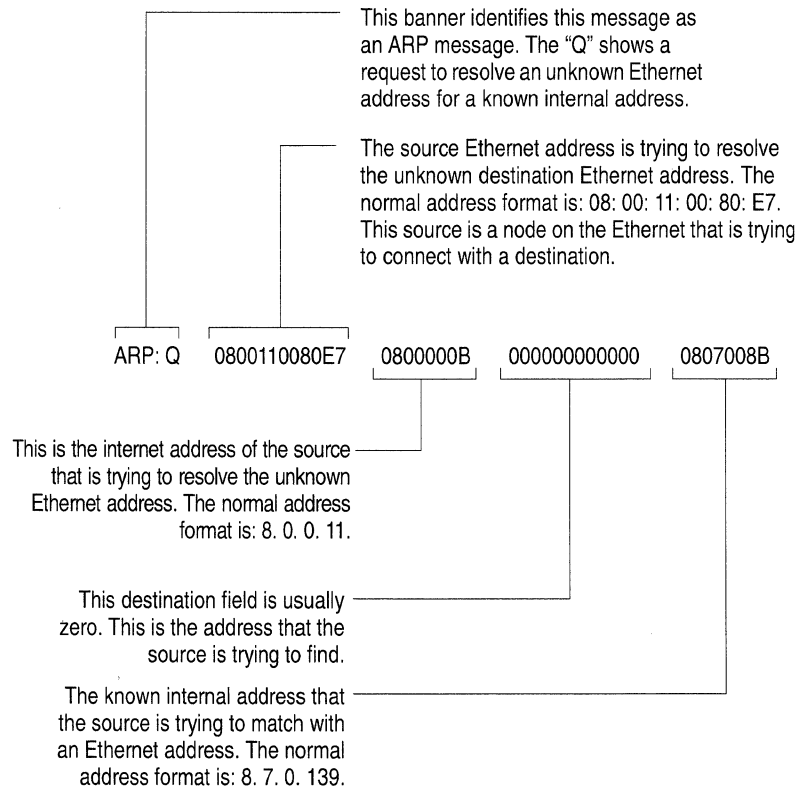 This banner identifies this message as
an ARP message. The “Q” shows a
request to resolve an unknown Ethernet
address for a known internal address.
The source Ethernet address is trying to resolve
the unknown destination Ethernet address. The
normal address format is: 08: 00: 11: 00: 80: E7.
This source is a node on the Ethernet that is trying
to connect with a destination.
ARP: Q 0800110080E7 0800000B 000000000000 0807008B
This is the internet address of the source
that is trying to resolve the unknown
Ethernet address. The normal address
format is: 8. 0. 0. 11.
This destination field is usually
zero. This is the address that the
source is trying to find.
The known internal address that
the source is trying to match with
an Ethernet address. The normal
address format is: 8. 7. 0. 139.